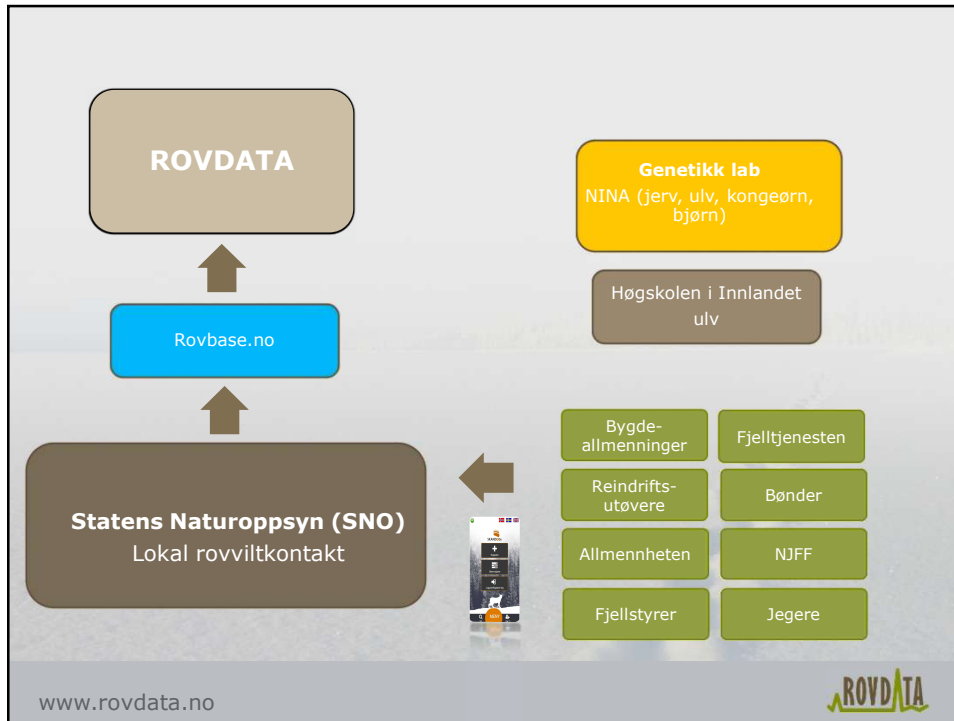 ROVDATA
Genetikk lab
NINA (jerv, ulv, kongeørn,
bjørn)
Høgskolen i Innlandet
ulv
Rovbase.no
Statens Naturoppsyn (SNO)
Lokal rovviltkontakt
Bygde-
allmenninger
Fjelltjenesten
Reindrifts-
utøvere
Bønder
Allmennheten
NJFF
Fjellstyrer
Jegere
MENY
www.rovdata.no
ROVDATA